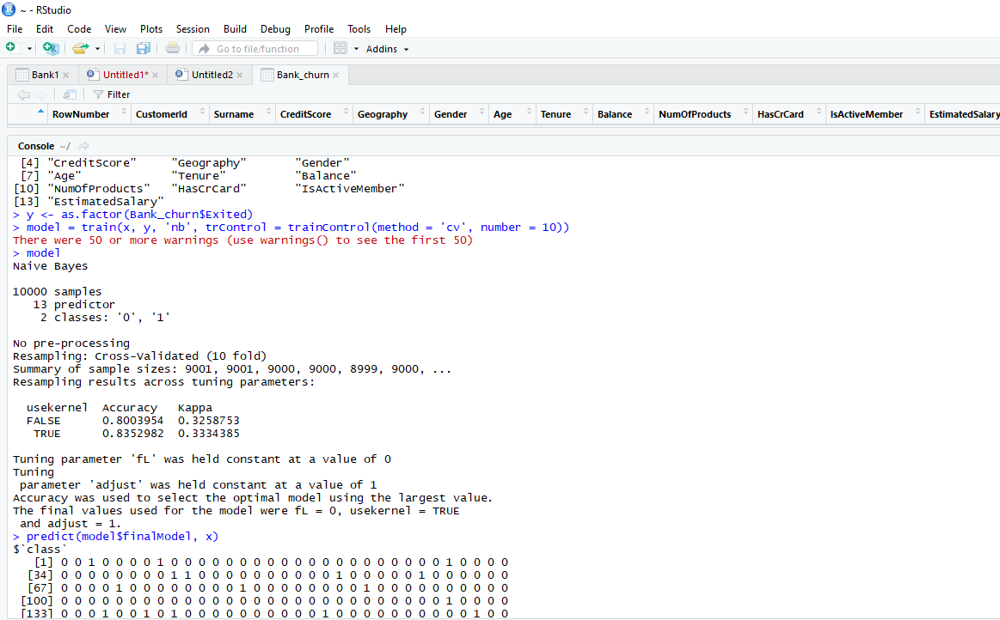 ~ - RStudio
File Edit Code View Plots Session Build Debug Profile Tools Help
Go to file/function Addins
Bank1 Untitled1* Untitled2 Bank_churn
Filter
RowNumber CustomerId Surname CreditScore Geography Gender Age Tenure Balance NumOfProducts HasCrCard IsActiveMember EstimatedSalary
Console ~/
[4] "CreditScore" "Geography" "Gender"
[7] "Age" "Tenure" "Balance"
[10] "NumOfProducts" "HasCrCard" "IsActiveMember"
[13] "EstimatedSalary"
> y <- as.factor(Bank_churn$Exited)
> model = train(x, y, 'nb', trControl = trainControl(method = 'cv', number = 10))
There were 50 or more warnings (use warnings() to see the first 50)
> model
Naive Bayes
10000 samples
13 predictor
2 classes: '0', '1'
No pre-processing
Resampling: Cross-Validated (10 fold)
Summary of sample sizes: 9001, 9001, 9000, 9000, 8999, 9000, ...
Resampling results across tuning parameters:
usekernel Accuracy Kappa
FALSE 0.8003954 0.3258753
TRUE 0.8352982 0.3334385
Tuning parameter 'fL' was held constant at a value of 0
Tuning
parameter 'adjust' was held constant at a value of 1
Accuracy was used to select the optimal model using the largest value.
The final values used for the model were fL = 0, usekernel = TRUE
and adjust = 1.
> predict(model$finalModel, x)
$`class`
[1] 0 0 1 0 0 0 0 1 0 0 0 0 0 0 0 0 0 0 0 0 0 0 0 0 0 0 0 0 1 0 0 0 0
[34] 0 0 0 0 0 0 0 0 1 1 0 0 0 0 0 0 0 0 0 0 1 0 0 0 0 0 1 0 0 0 0 0 0
[67] 0 0 0 0 1 0 0 0 0 0 0 0 0 1 0 0 0 0 0 0 0 0 1 0 0 0 0 0 0 0 0 0 0
[100] 0 0 0 0 0 0 0 0 0 0 0 0 0 0 0 0 0 0 0 0 0 0 0 0 0 0 0 0 1 0 0 0 0
[133] 0 0 0 1 0 0 1 0 1 0 0 0 0 0 0 0 0 0 0 1 0 0 0 0 0 0 0 0 0 0 1 0 0